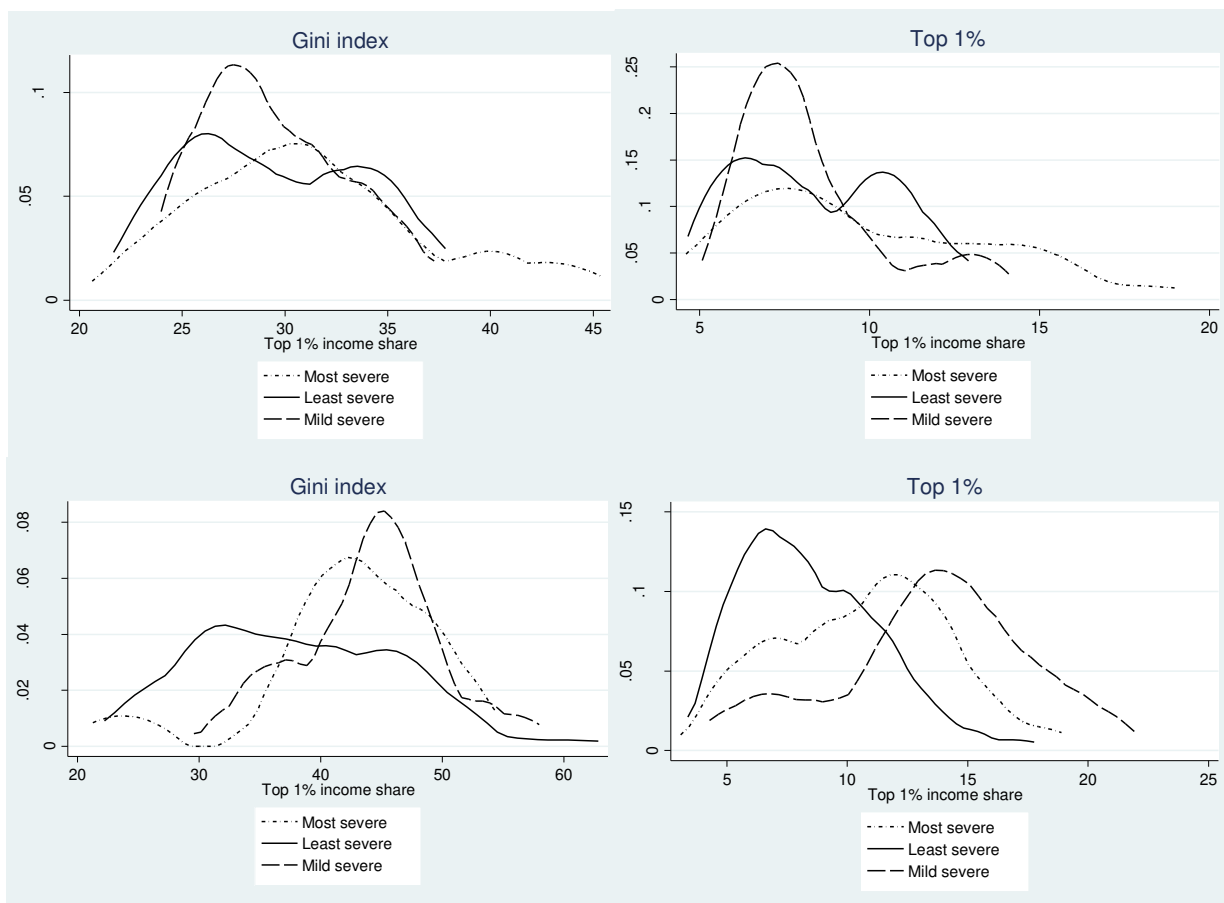 Gini index
.1
.05
0
20 25 30 35 40 45
Top 1% income share
Most severe
Least severe
Mild severe
Top 1%
.25
.2
.15
.1
.05
0
5 10 15 20
Top 1% income share
Most severe
Least severe
Mild severe
Gini index
.08
.06
.04
.02
0
20 30 40 50 60
Top 1% income share
Most severe
Least severe
Mild severe
Top 1%
.15
.1
.05
0
5 10 15 20 25
Top 1% income share
Most severe
Least severe
Mild severe